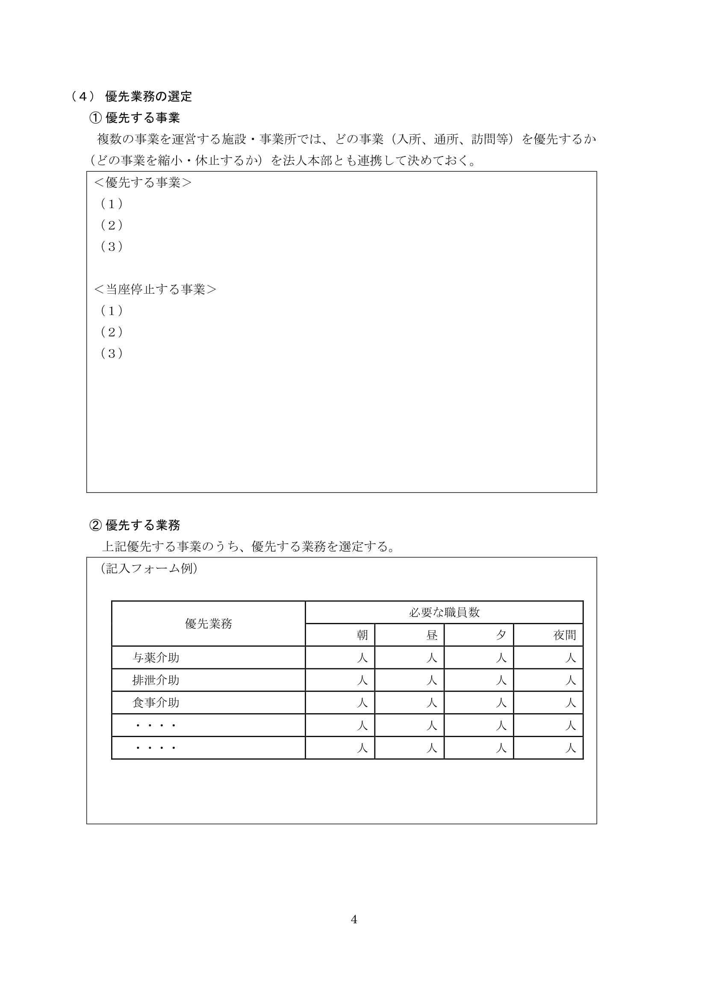 （４） 優先業務の選定
① 優先する事業
複数の事業を運営する施設・事業所では、どの事業（入所、通所、訪問等）を優先するか
（どの事業を縮小・休止するか）を法人本部とも連携して決めておく。
＜優先する事業＞
（１）
（２）
（３）
＜当座停止する事業＞
（１）
（２）
（３）
② 優先する業務
上記優先する事業のうち、優先する業務を選定する。
（記入フォーム例）
優先業務 必要な職員数
朝 昼 夕 夜間
与薬介助 人 人 人 人
排泄介助 人 人 人 人
食事介助 人 人 人 人
・・・・ 人 人 人 人
・・・・ 人 人 人 人
4